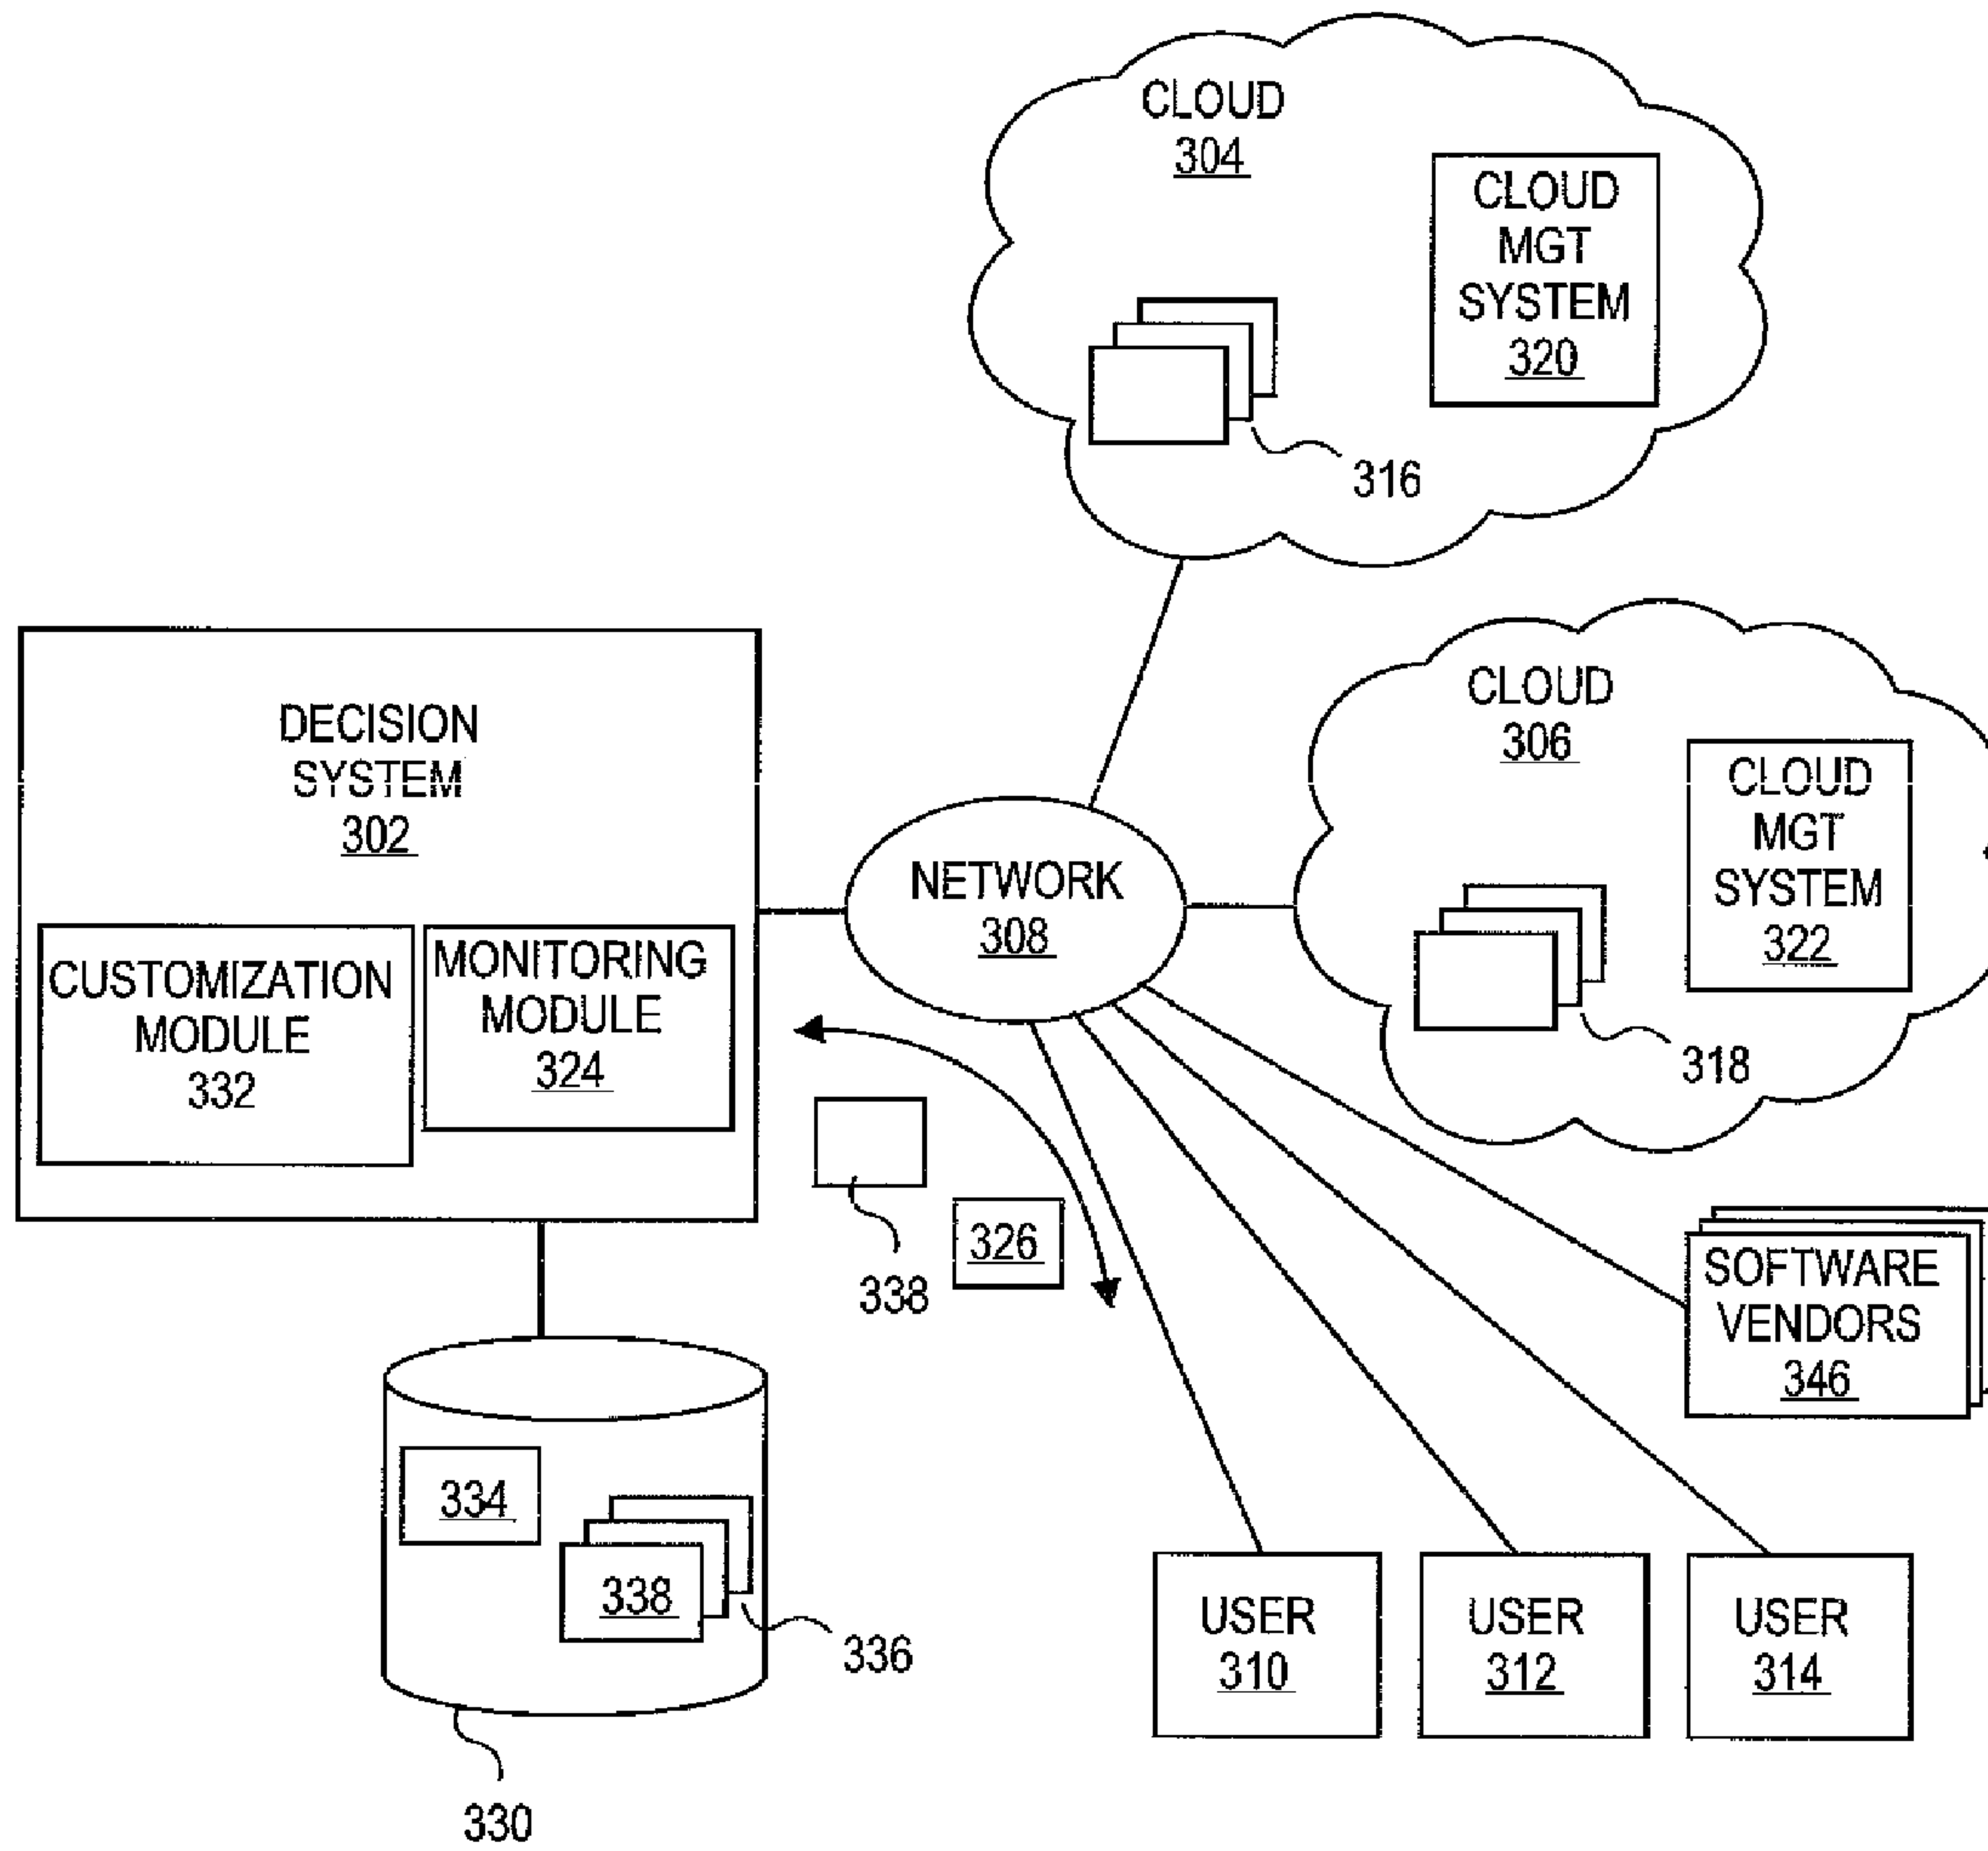 CLOUD
304
CLOUD
MGT
SYSTEM
320
316
DECISION
SYSTEM
302
CUSTOMIZATION
MODULE
332
MONITORING
MODULE
324
NETWORK
308
CLOUD
306
CLOUD
MGT
SYSTEM
322
318
338
326
SOFTWARE
VENDORS
346
334
338
336
330
USER
310
USER
312
USER
314